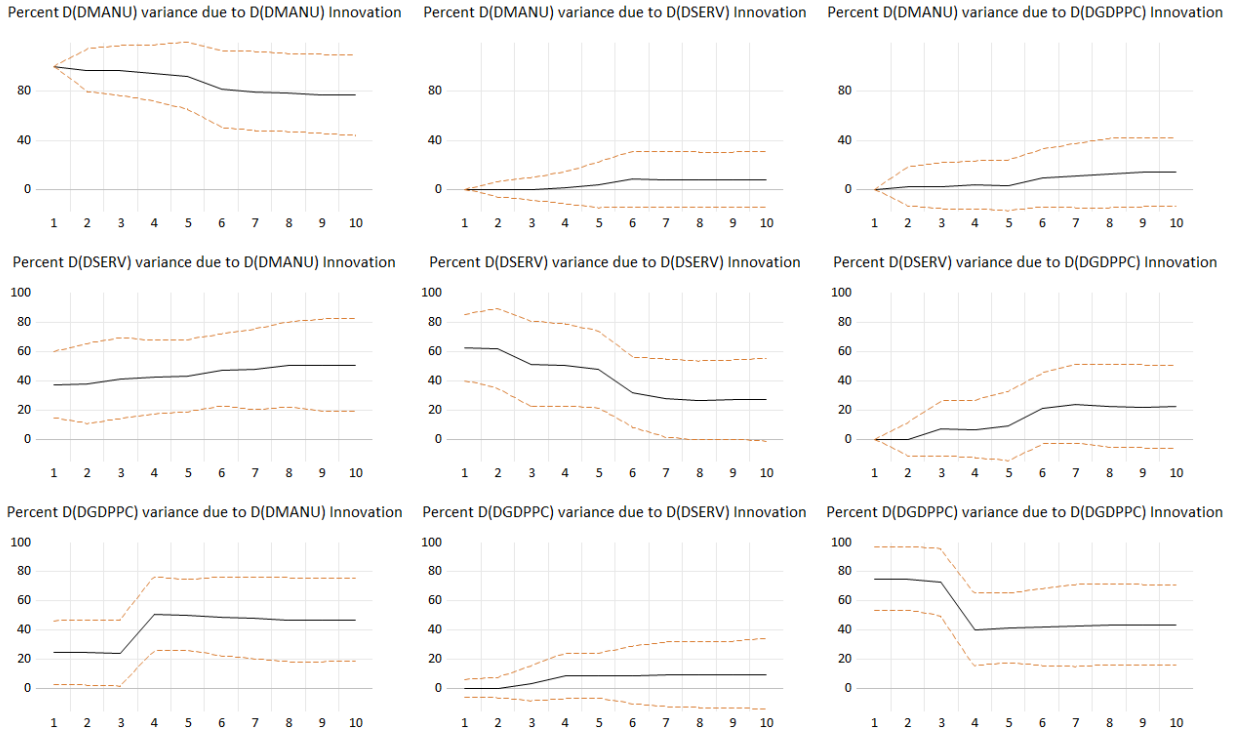 Percent D(DMANU) variance due to D(DMANU) Innovation
80
40
0
1 2 3 4 5 6 7 8 9 10
Percent D(DMANU) variance due to D(DSERV) Innovation
80
40
0
1 2 3 4 5 6 7 8 9 10
Percent D(DMANU) variance due to D(DGDPPC) Innovation
80
40
0
1 2 3 4 5 6 7 8 9 10
Percent D(DSERV) variance due to D(DMANU) Innovation
100
80
60
40
20
0
1 2 3 4 5 6 7 8 9 10
Percent D(DSERV) variance due to D(DSERV) Innovation
100
80
60
40
20
0
1 2 3 4 5 6 7 8 9 10
Percent D(DSERV) variance due to D(DGDPPC) Innovation
100
80
60
40
20
0
1 2 3 4 5 6 7 8 9 10
Percent D(DGDPPC) variance due to D(DMANU) Innovation
100
80
60
40
20
0
1 2 3 4 5 6 7 8 9 10
Percent D(DGDPPC) variance due to D(DSERV) Innovation
100
80
60
40
20
0
1 2 3 4 5 6 7 8 9 10
Percent D(DGDPPC) variance due to D(DGDPPC) Innovation
100
80
60
40
20
0
1 2 3 4 5 6 7 8 9 10